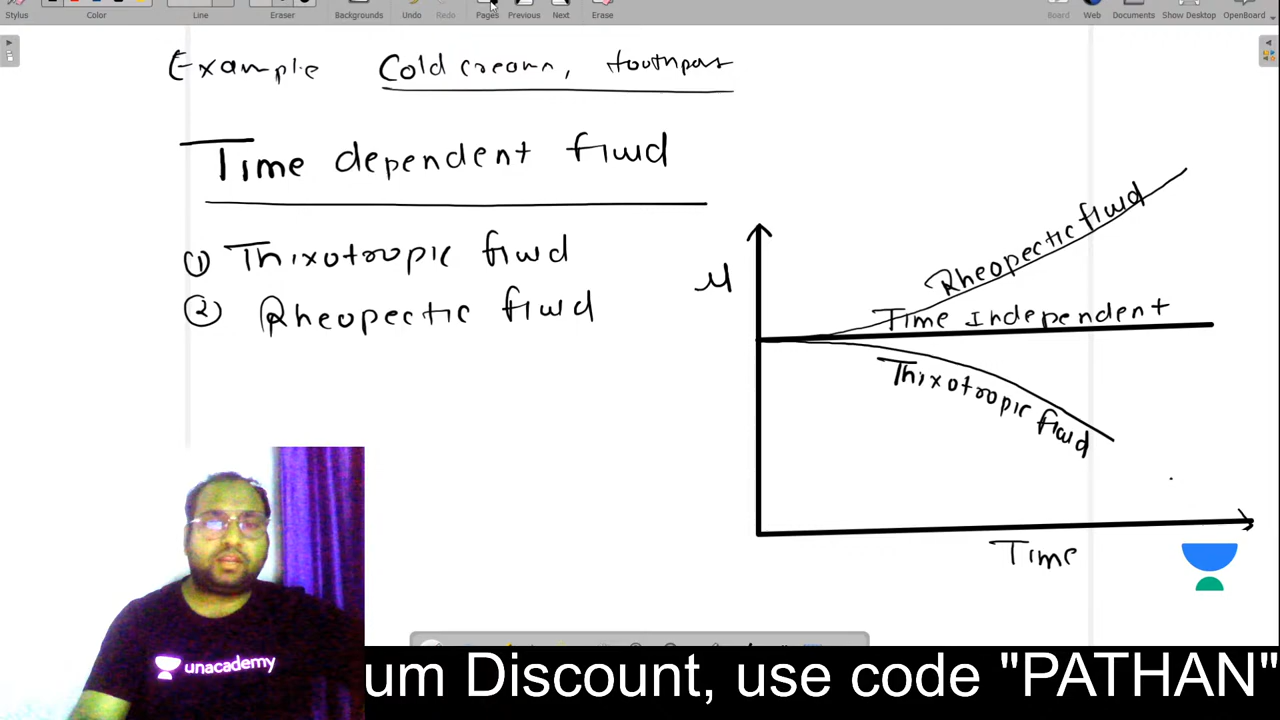 Stylus Color Line Eraser Backgrounds Undo Redo Pages Previous Next Erase Board Web Documents Show Desktop OpenBoard
Example Cold cream, toothpas
Time dependent fluid
① Thixotropic fluid
② Rheopectic fluid
μ
Rheopectic fluid
Time Independent
Thixotropic fluid
Time
unacademy
um Discount, use code "PATHAN"